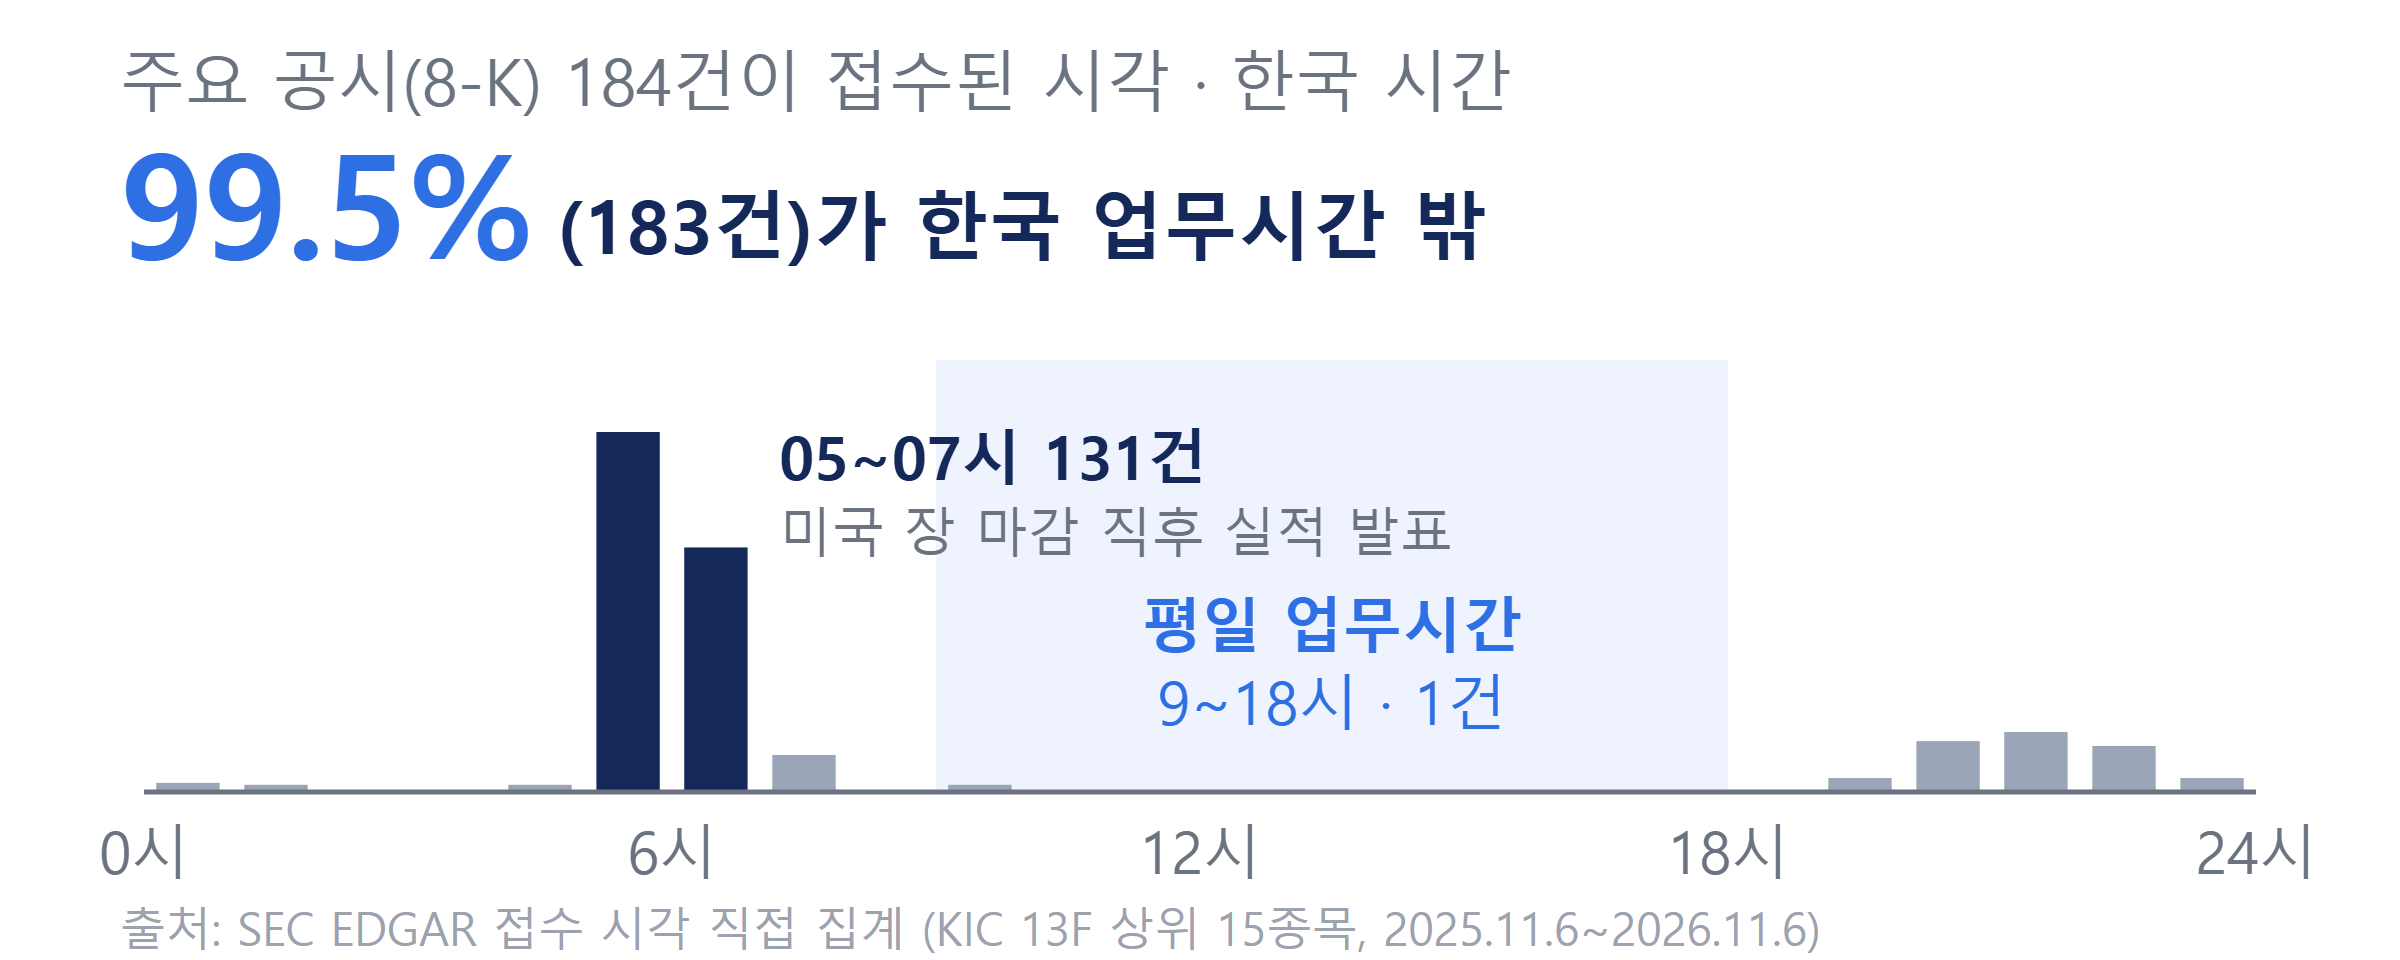 주요 공시(8-K) 184건이 접수된 시각 · 한국 시간
99.5% (183건)가 한국 업무시간 밖
05~07시 131건
미국 장 마감 직후 실적 발표
평일 업무시간
9~18시 · 1건
0시 6시 12시 18시 24시
출처: SEC EDGAR 접수 시각 직접 집계 (KIC 13F 상위 15종목, 2025.11.6~2026.11.6)